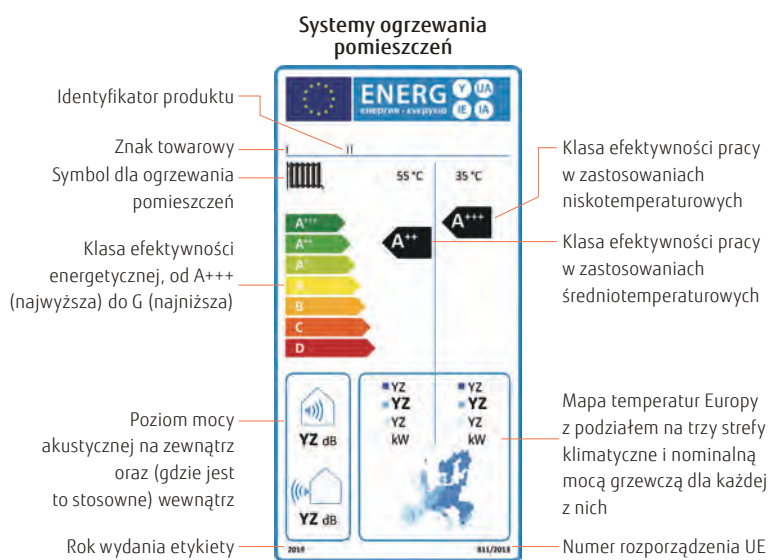 Systemy ogrzewania
pomieszczeń
ENERG
енергия · ενεργεια
Y UA
IE IA
Identyfikator produktu
Znak towarowy
I II
Symbol dla ogrzewania
pomieszczeń
55 °C 35 °C
Klasa efektywności pracy
w zastosowaniach
niskotemperaturowych
A+++
A++
Klasa efektywności pracy
w zastosowaniach
średniotemperaturowych
Klasa efektywności
energetycznej, od A+++
(najwyższa) do G (najniższa)
A+++
A++
A+
A
B
C
D
Poziom mocy
akustycznej na zewnątrz
oraz (gdzie jest
to stosowne) wewnątrz
YZ dB
YZ dB
YZ YZ
YZ YZ
YZ YZ
kW kW
Mapa temperatur Europy
z podziałem na trzy strefy
klimatyczne i nominalną
mocą grzewczą dla każdej
z nich
Rok wydania etykiety
2019
811/2013
Numer rozporządzenia UE